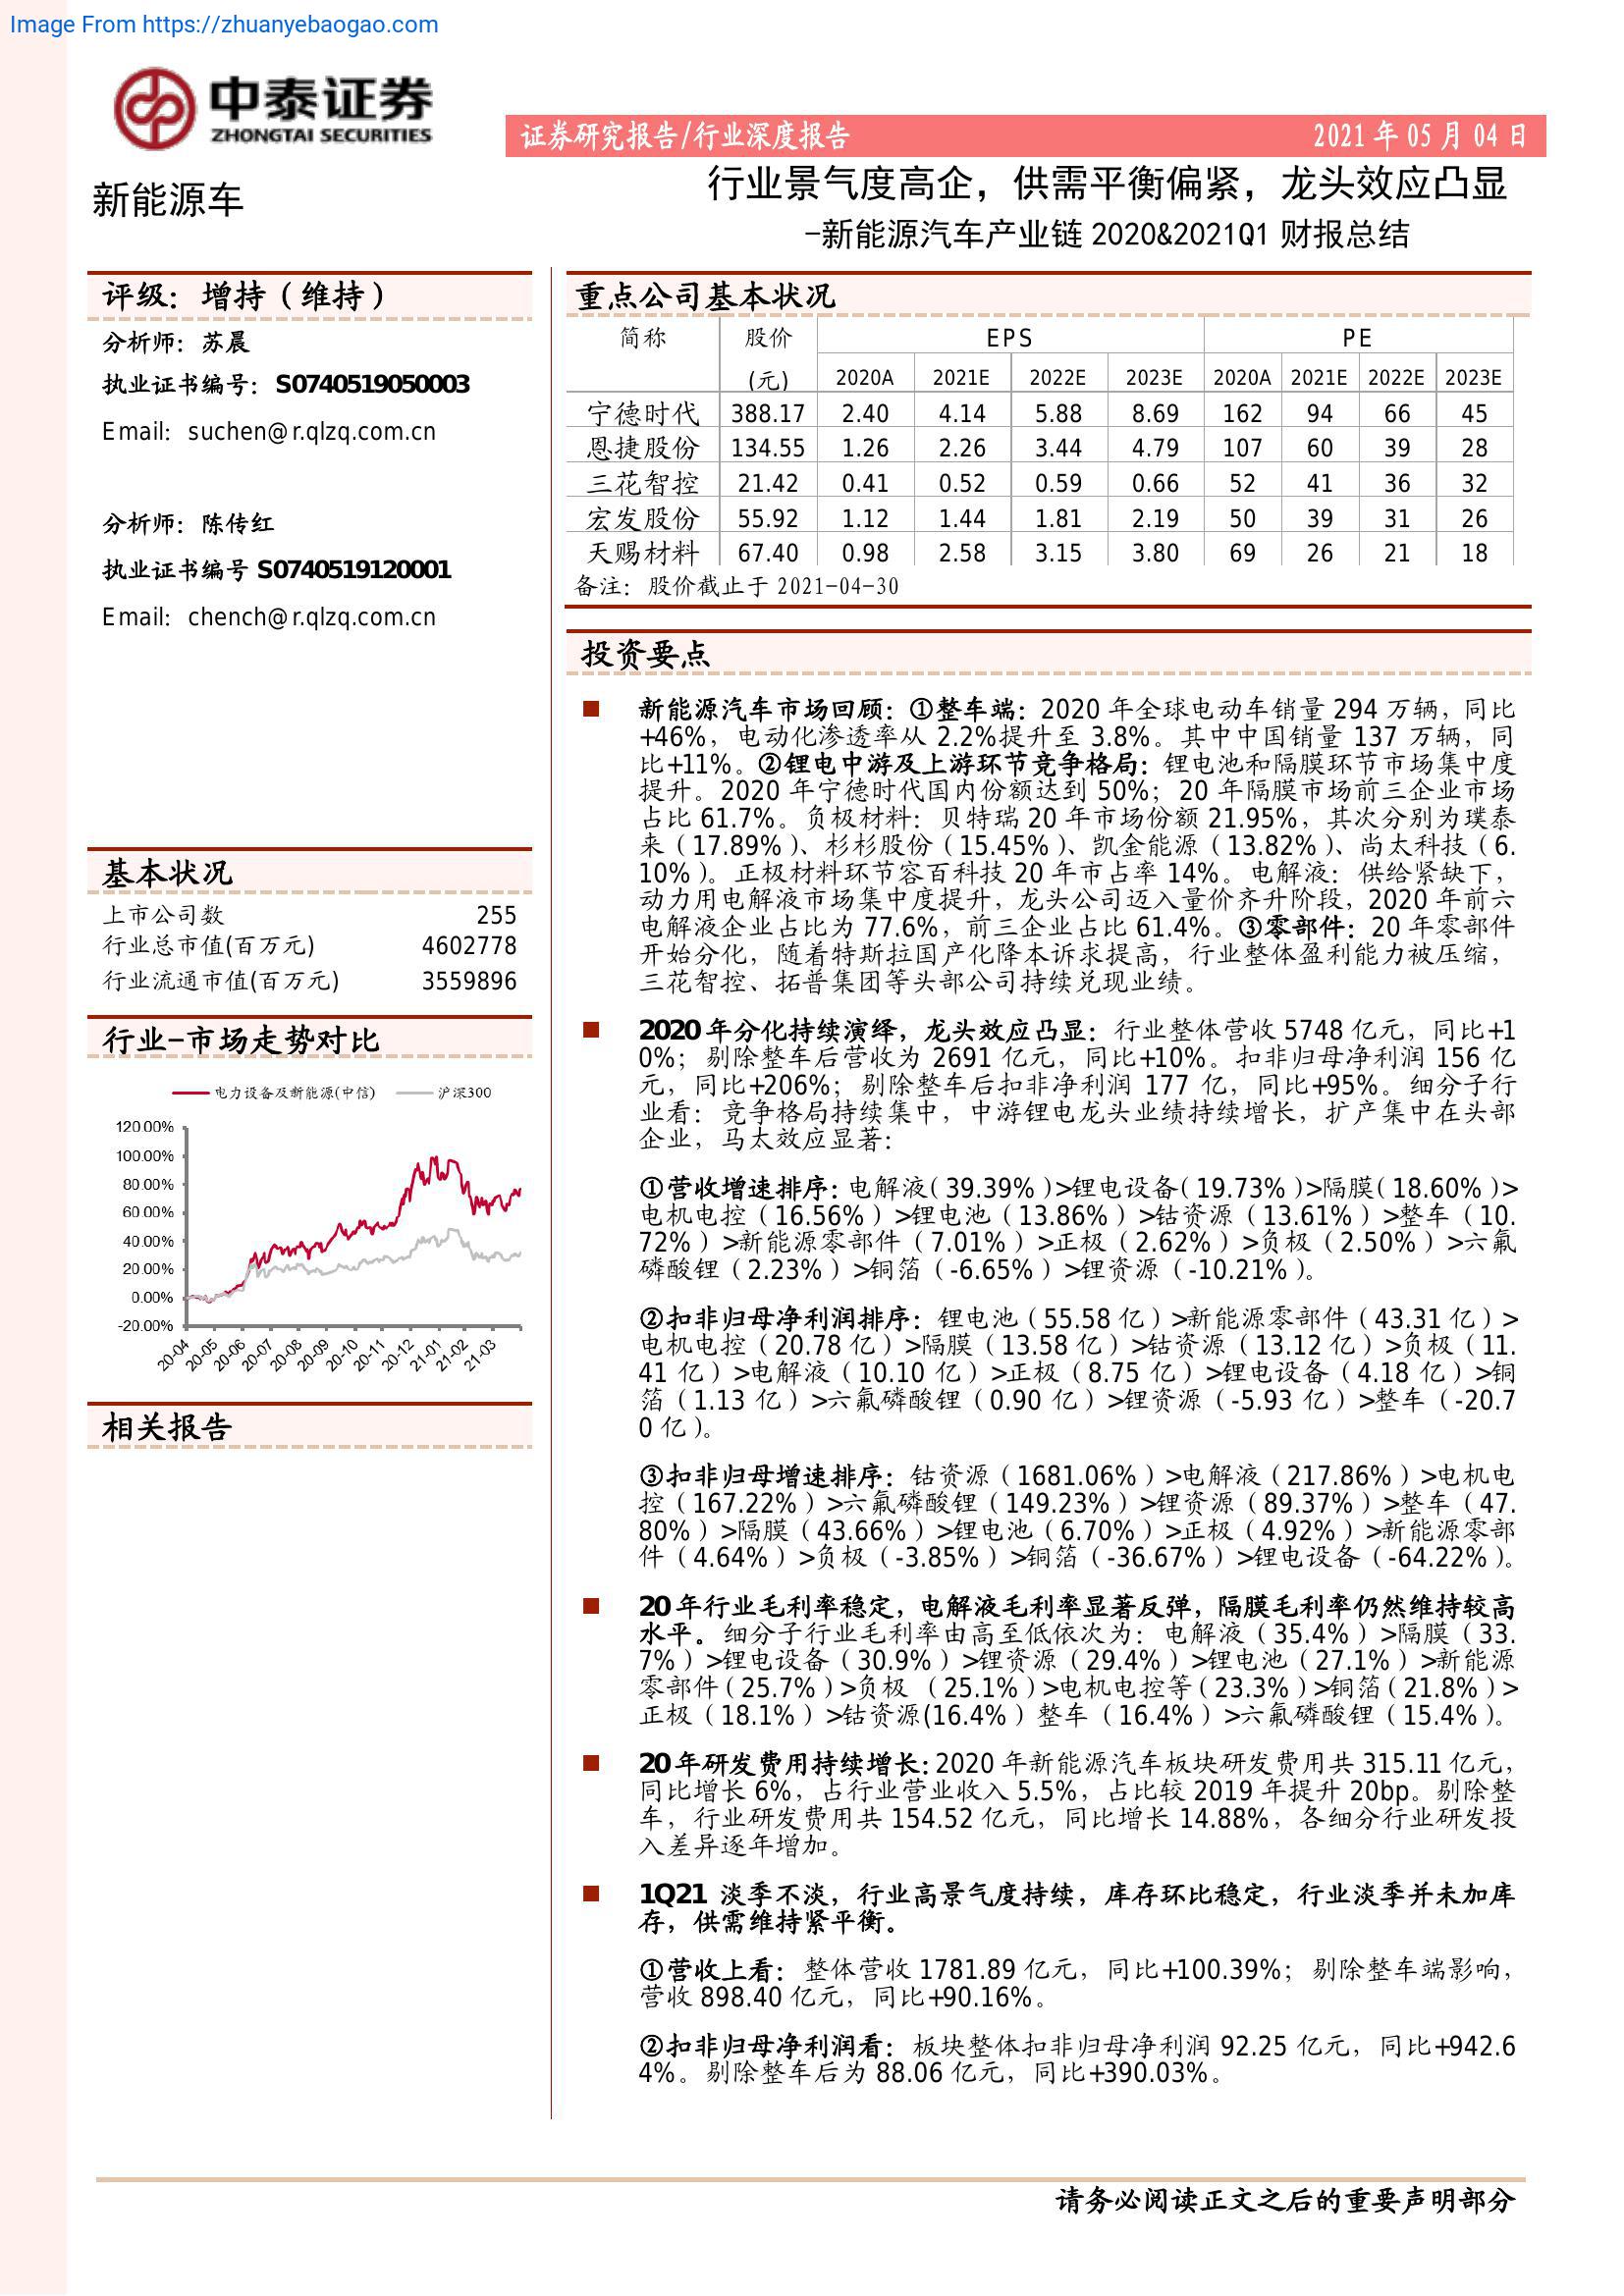 Image From https://zhuanyebaogao.com
中泰证券
ZHONGTAI SECURITIES
证券研究报告/行业深度报告 2021 年 05 月 04 日
新能源车
行业景气度高企，供需平衡偏紧，龙头效应凸显
-新能源汽车产业链 2020&2021Q1 财报总结
评级：增持（维持）
分析师：苏晨
执业证书编号：S0740519050003
Email：suchen@r.qlzq.com.cn
分析师：陈传红
执业证书编号 S0740519120001
Email：chench@r.qlzq.com.cn
基本状况
上市公司数 255
行业总市值(百万元) 4602778
行业流通市值(百万元) 3559896
行业-市场走势对比
电力设备及新能源(中信) 沪深300
120.00%
100.00%
80.00%
60.00%
40.00%
20.00%
0.00%
-20.00%
20-04 20-05 20-06 20-07 20-08 20-09 20-10 20-11 20-12 21-01 21-02 21-03
相关报告
重点公司基本状况
简称 股价 EPS PE
(元) 2020A 2021E 2022E 2023E 2020A 2021E 2022E 2023E
宁德时代 388.17 2.40 4.14 5.88 8.69 162 94 66 45
恩捷股份 134.55 1.26 2.26 3.44 4.79 107 60 39 28
三花智控 21.42 0.41 0.52 0.59 0.66 52 41 36 32
宏发股份 55.92 1.12 1.44 1.81 2.19 50 39 31 26
天赐材料 67.40 0.98 2.58 3.15 3.80 69 26 21 18
备注：股价截止于 2021-04-30
投资要点
■ 新能源汽车市场回顾：①整车端：2020 年全球电动车销量 294 万辆，同比
+46%，电动化渗透率从 2.2%提升至 3.8%。其中中国销量 137 万辆，同
比+11%。②锂电中游及上游环节竞争格局：锂电池和隔膜环节市场集中度
提升。2020 年宁德时代国内份额达到 50%；20 年隔膜市场前三企业市场
占比 61.7%。负极材料：贝特瑞 20 年市场份额 21.95%，其次分别为璞泰
来（17.89%）、杉杉股份（15.45%）、凯金能源（13.82%）、尚太科技（6.
10%）。正极材料环节容百科技 20 年市占率 14%。电解液：供给紧缺下，
动力用电解液市场集中度提升，龙头公司迈入量价齐升阶段，2020 年前六
电解液企业占比为 77.6%，前三企业占比 61.4%。③零部件：20 年零部件
开始分化，随着特斯拉国产化降本诉求提高，行业整体盈利能力被压缩，
三花智控、拓普集团等头部公司持续兑现业绩。
■ 2020 年分化持续演绎，龙头效应凸显：行业整体营收 5748 亿元，同比+1
0%；剔除整车后营收为 2691 亿元，同比+10%。扣非归母净利润 156 亿
元，同比+206%；剔除整车后扣非净利润 177 亿，同比+95%。细分子行
业看：竞争格局持续集中，中游锂电龙头业绩持续增长，扩产集中在头部
企业，马太效应显著：
①营收增速排序：电解液（39.39%）>锂电设备（19.73%）>隔膜（18.60%）>
电机电控（16.56%）>锂电池（13.86%）>钴资源（13.61%）>整车（10.
72%）>新能源零部件（7.01%）>正极（2.62%）>负极（2.50%）>六氟
磷酸锂（2.23%）>铜箔（-6.65%）>锂资源（-10.21%）。
②扣非归母净利润排序：锂电池（55.58 亿）>新能源零部件（43.31 亿）>
电机电控（20.78 亿）>隔膜（13.58 亿）>钴资源（13.12 亿）>负极（11.
41 亿）>电解液（10.10 亿）>正极（8.75 亿）>锂电设备（4.18 亿）>铜
箔（1.13 亿）>六氟磷酸锂（0.90 亿）>锂资源（-5.93 亿）>整车（-20.7
0 亿）。
③扣非归母增速排序：钴资源（1681.06%）>电解液（217.86%）>电机电
控（167.22%）>六氟磷酸锂（149.23%）>锂资源（89.37%）>整车（47.
80%）>隔膜（43.66%）>锂电池（6.70%）>正极（4.92%）>新能源零部
件（4.64%）>负极（-3.85%）>铜箔（-36.67%）>锂电设备（-64.22%）。
■ 20 年行业毛利率稳定，电解液毛利率显著反弹，隔膜毛利率仍然维持较高
水平。细分子行业毛利率由高至低依次为：电解液（35.4%）>隔膜（33.
7%）>锂电设备（30.9%）>锂资源（29.4%）>锂电池（27.1%）>新能源
零部件（25.7%）>负极 （25.1%）>电机电控等（23.3%）>铜箔（21.8%）>
正极（18.1%）>钴资源(16.4%）整车（16.4%）>六氟磷酸锂（15.4%）。
■ 20 年研发费用持续增长：2020 年新能源汽车板块研发费用共 315.11 亿元，
同比增长 6%，占行业营业收入 5.5%，占比较 2019 年提升 20bp。剔除整
车，行业研发费用共 154.52 亿元，同比增长 14.88%，各细分行业研发投
入差异逐年增加。
■ 1Q21 淡季不淡，行业高景气度持续，库存环比稳定，行业淡季并未加库
存，供需维持紧平衡。
①营收上看：整体营收 1781.89 亿元，同比+100.39%；剔除整车端影响，
营收 898.40 亿元，同比+90.16%。
②扣非归母净利润看：板块整体扣非归母净利润 92.25 亿元，同比+942.6
4%。剔除整车后为 88.06 亿元，同比+390.03%。
请务必阅读正文之后的重要声明部分